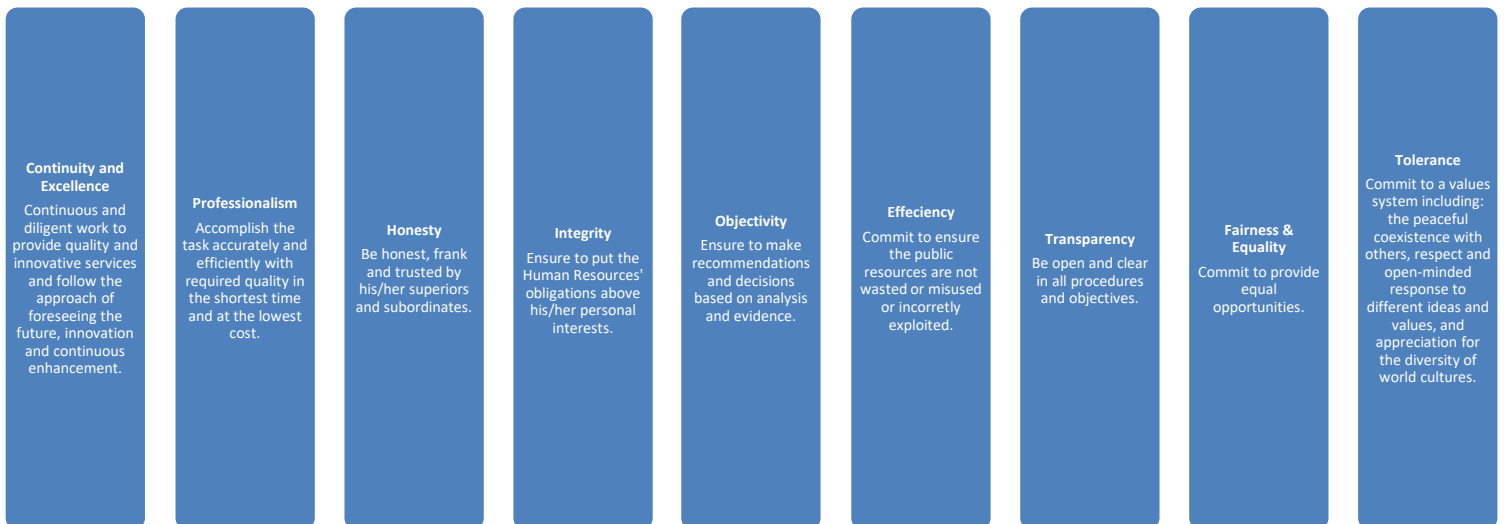 Continuity and
Excellence
Continuous and
diligent work to
provide quality and
innovative services
and follow the
approach of
foreseeing the
future, innovation
and continuous
enhancement.
Professionalism
Accomplish the
task accurately and
efficiently with
required quality in
the shortest time
and at the lowest
cost.
Honesty
Be honest, frank
and trusted by
his/her superiors
and subordinates.
Integrity
Ensure to put the
Human Resources'
obligations above
his/her personal
interests.
Objectivity
Ensure to make
recommendations
and decisions
based on analysis
and evidence.
Effeciency
Commit to ensure
the public
resources are not
wasted or misused
or incorretly
exploited.
Transparency
Be open and clear
in all procedures
and objectives.
Fairness &
Equality
Commit to provide
equal
opportunities.
Tolerance
Commit to a values
system including:
the peaceful
coexistence with
others, respect and
open-minded
response to
different ideas and
values, and
appreciation for
the diversity of
world cultures.